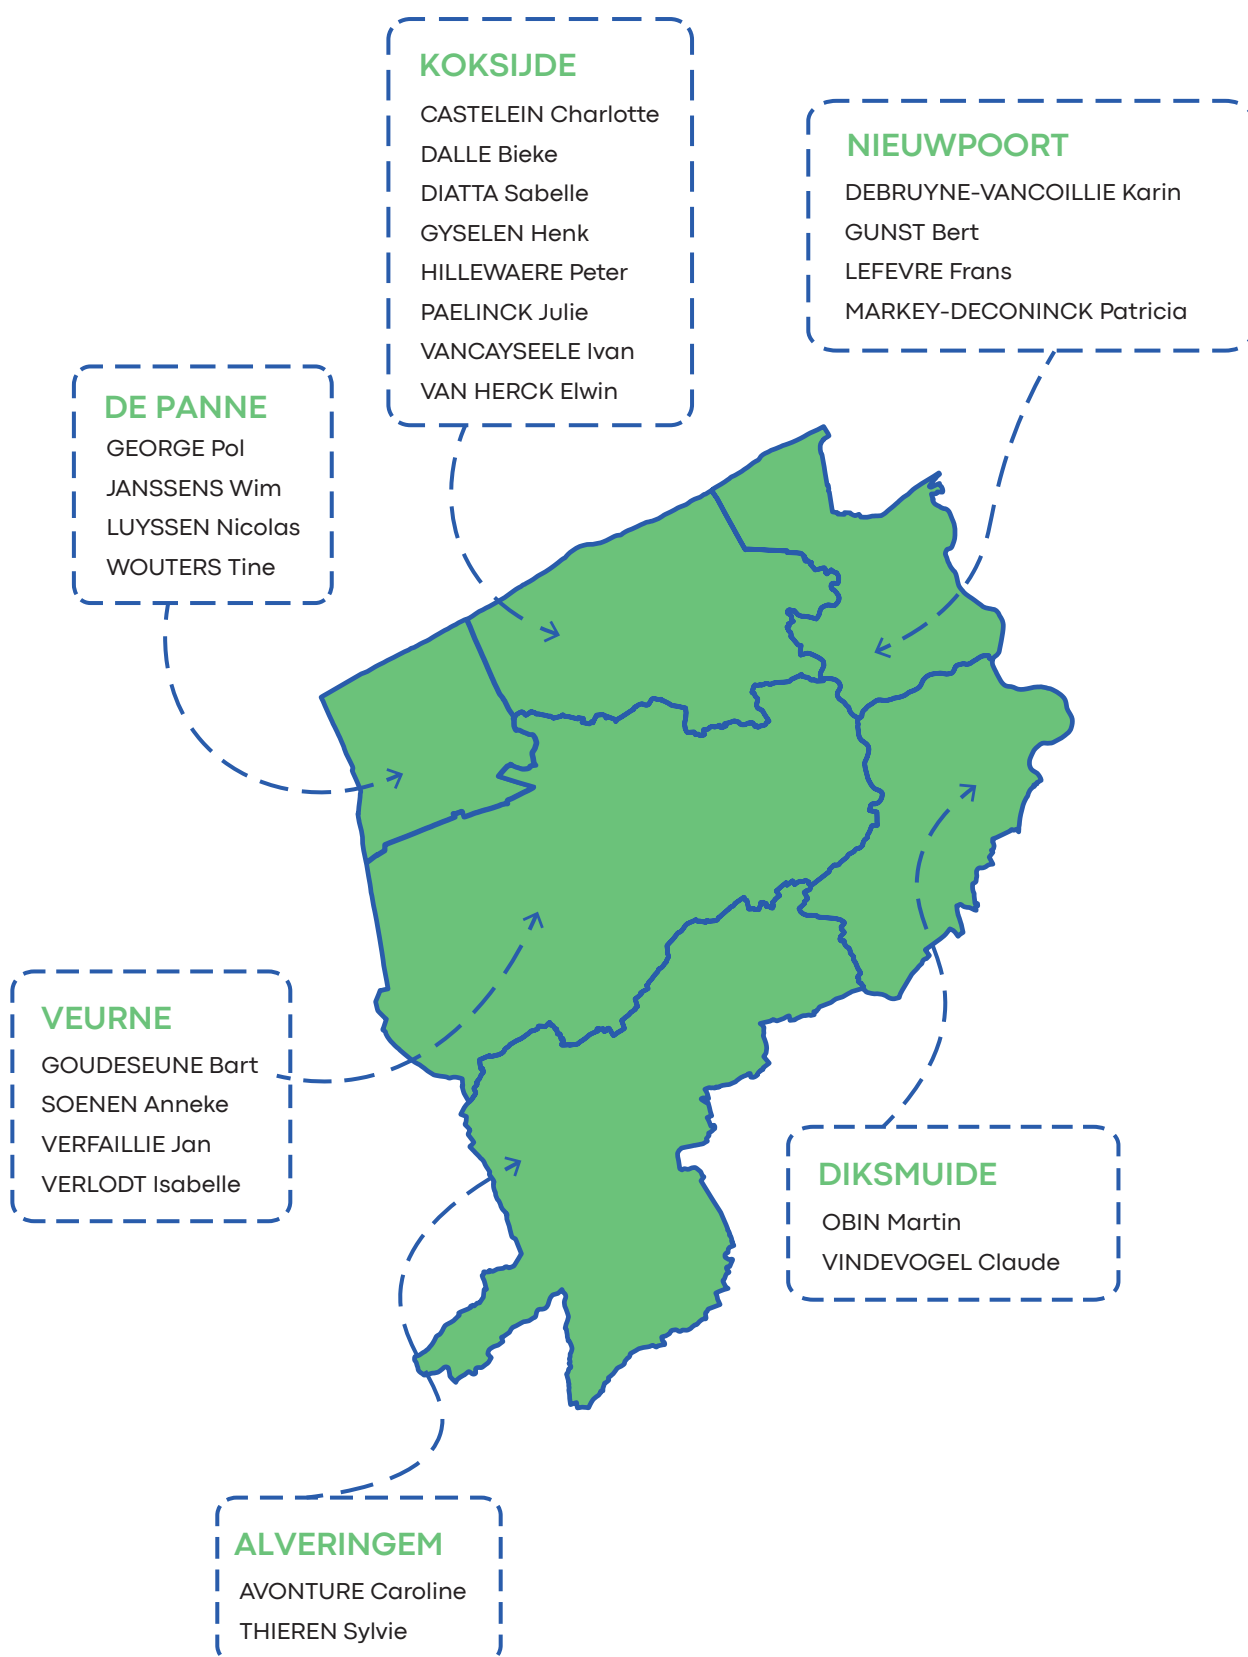 KOKSIJDE
CASTELEIN Charlotte
DALLE Bieke
DIATTA Sabelle
GYSELEN Henk
HILLEWAERE Peter
PAELINCK Julie
VANCAYSEELE Ivan
VAN HERCK Elwin
NIEUWPOORT
DEBRUYNE-VANCOILLIE Karin
GUNST Bert
LEFEVRE Frans
MARKEY-DECONINCK Patricia
DE PANNE
GEORGE Pol
JANSSENS Wim
LUYSSEN Nicolas
WOUTERS Tine
VEURNE
GOUDESEUNE Bart
SOENEN Anneke
VERFAILLIE Jan
VERLODT Isabelle
DIKSMUIDE
OBIN Martin
VINDEVOGEL Claude
ALVERINGEM
AVONTURE Caroline
THIEREN Sylvie